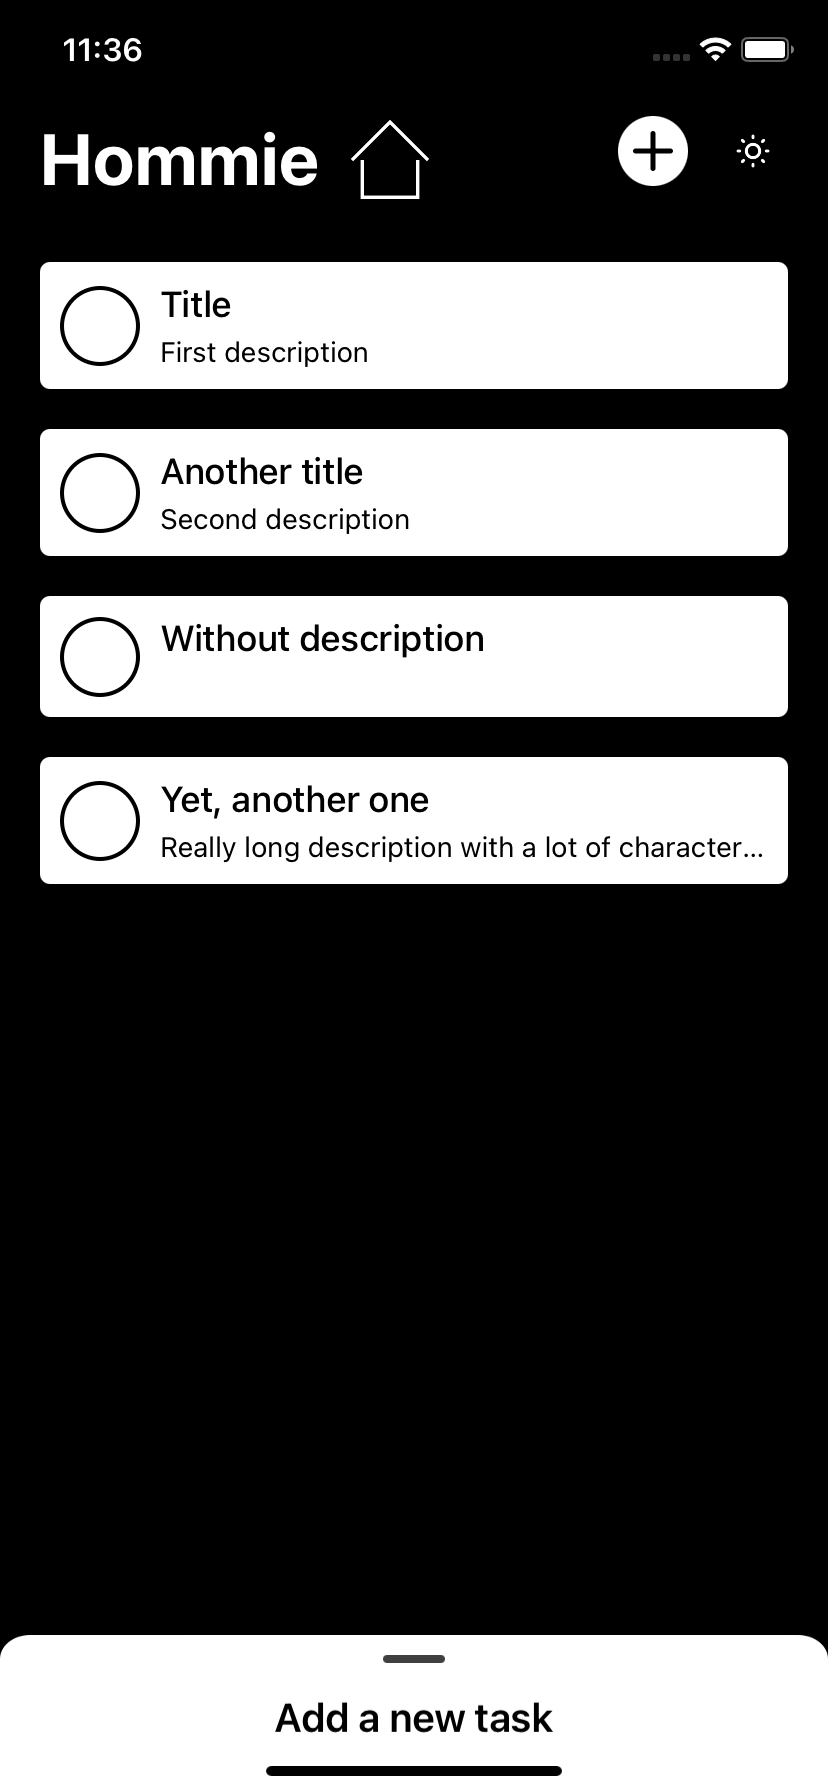 11:36
Hommie
Title
First description
Another title
Second description
Without description
Yet, another one
Really long description with a lot of character...
Add a new task